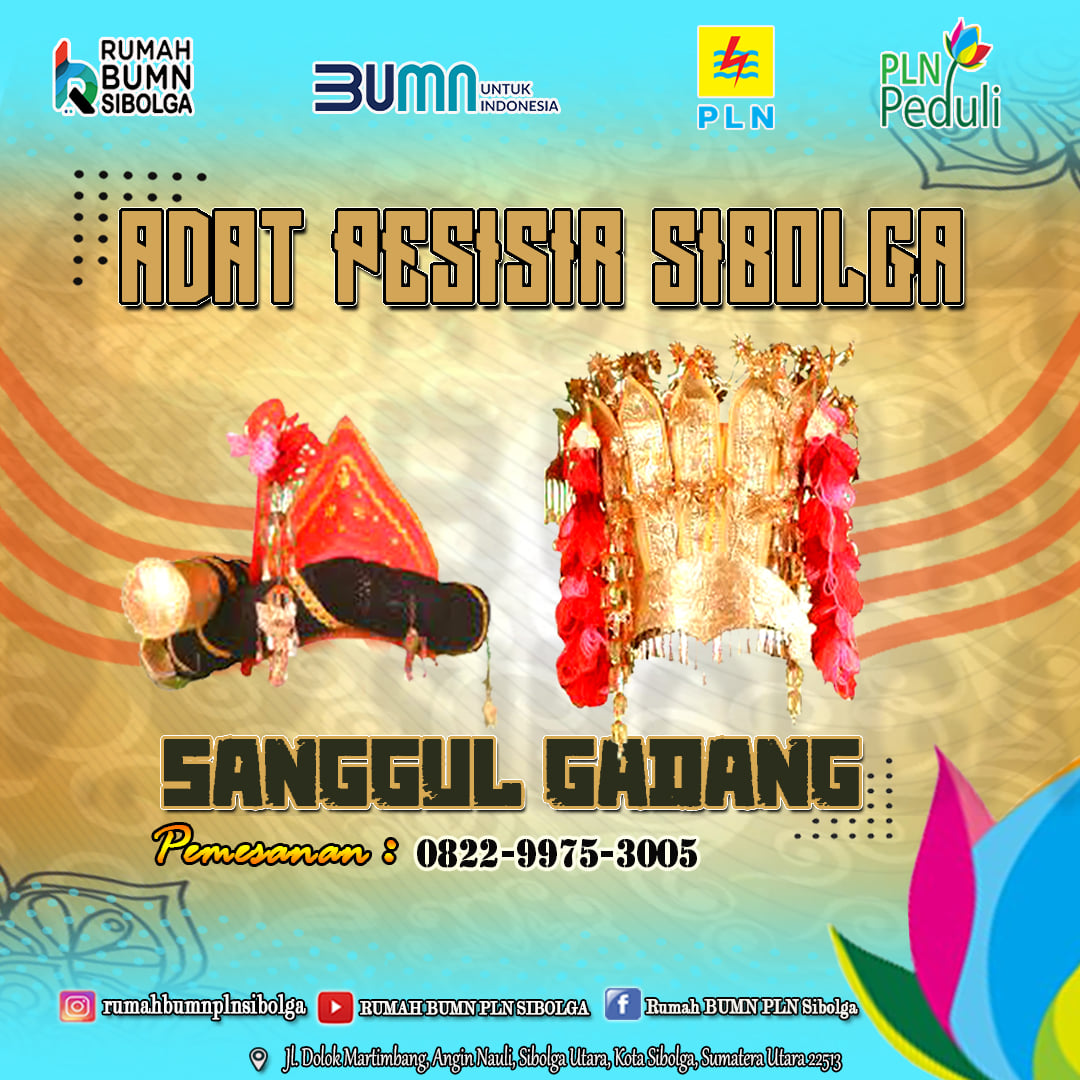 RUMAH
BUMN
SIBOLGA
BUMN UNTUK
INDONESIA
PLN
PLN
Peduli
ADAT PESISIR SIBOLGA
SANGGUL GADANG
Pemesanan : 0822-9975-3005
rumahbumnplnsibolga RUMAH BUMN PLN SIBOLGA Rumah BUMN PLN Sibolga
Jl. Dolok Martimbang, Angin Nauli, Sibolga Utara, Kota Sibolga, Sumatera Utara 22513